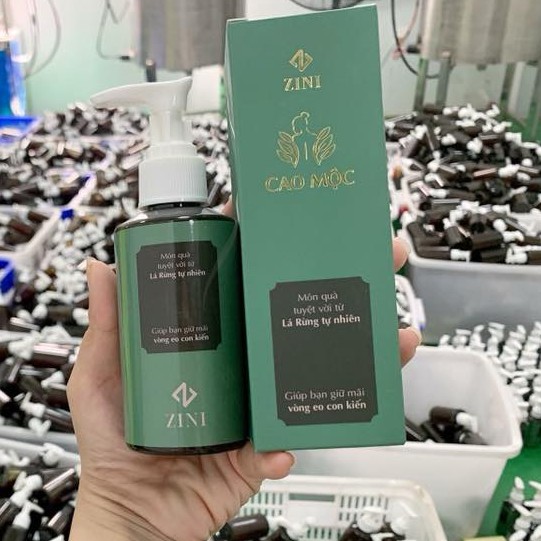 ZINI
CAO MỘC
Món quà
tuyệt vời từ
Lá Rừng tự nhiên
Giúp bạn giữ mãi
vòng eo con kiến
Món quà
tuyệt vời từ
Lá Rừng tự nhiên
Giúp bạn giữ mãi
vòng eo con kiến
ZINI